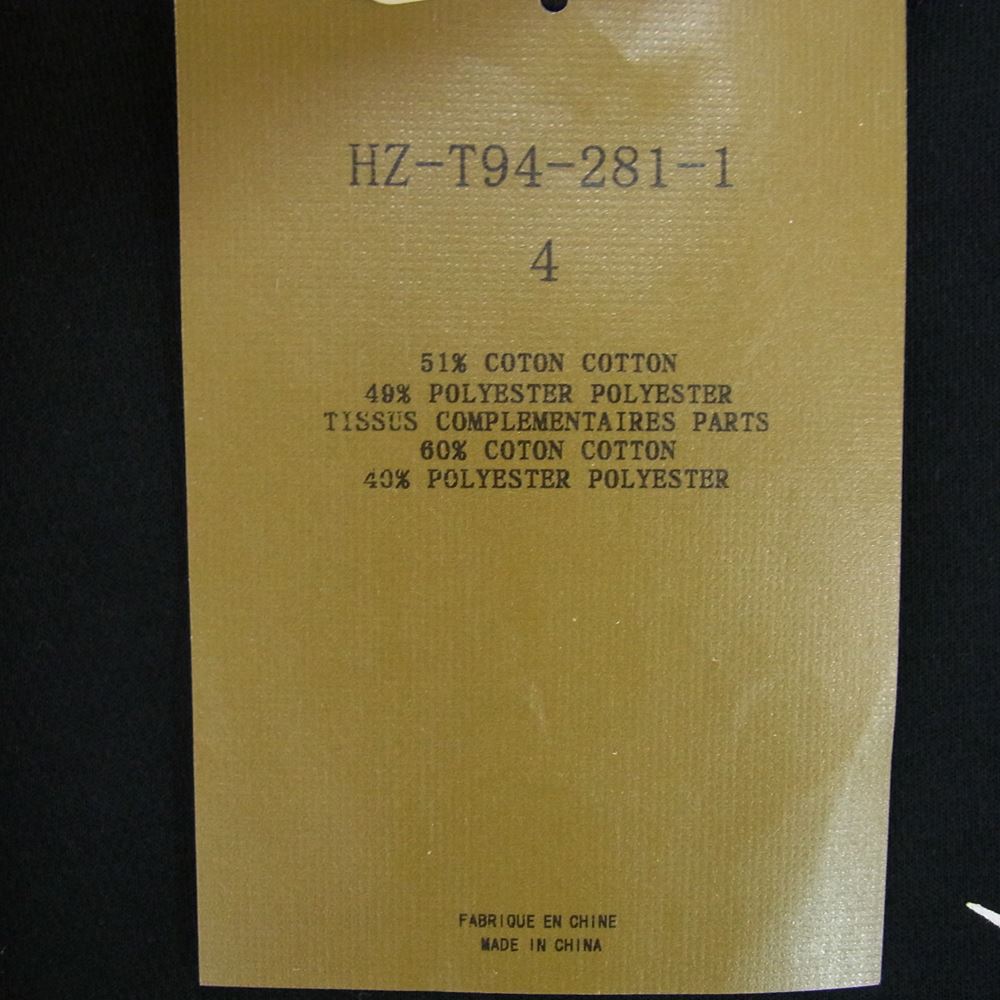 HZ-T94-281-1
4
51% COTON COTTON
49% POLYESTER POLYESTER
TISSUS COMPLEMENTAIRES PARTS
60% COTON COTTON
40% POLYESTER POLYESTER
FABRIQUE EN CHINE
MADE IN CHINA